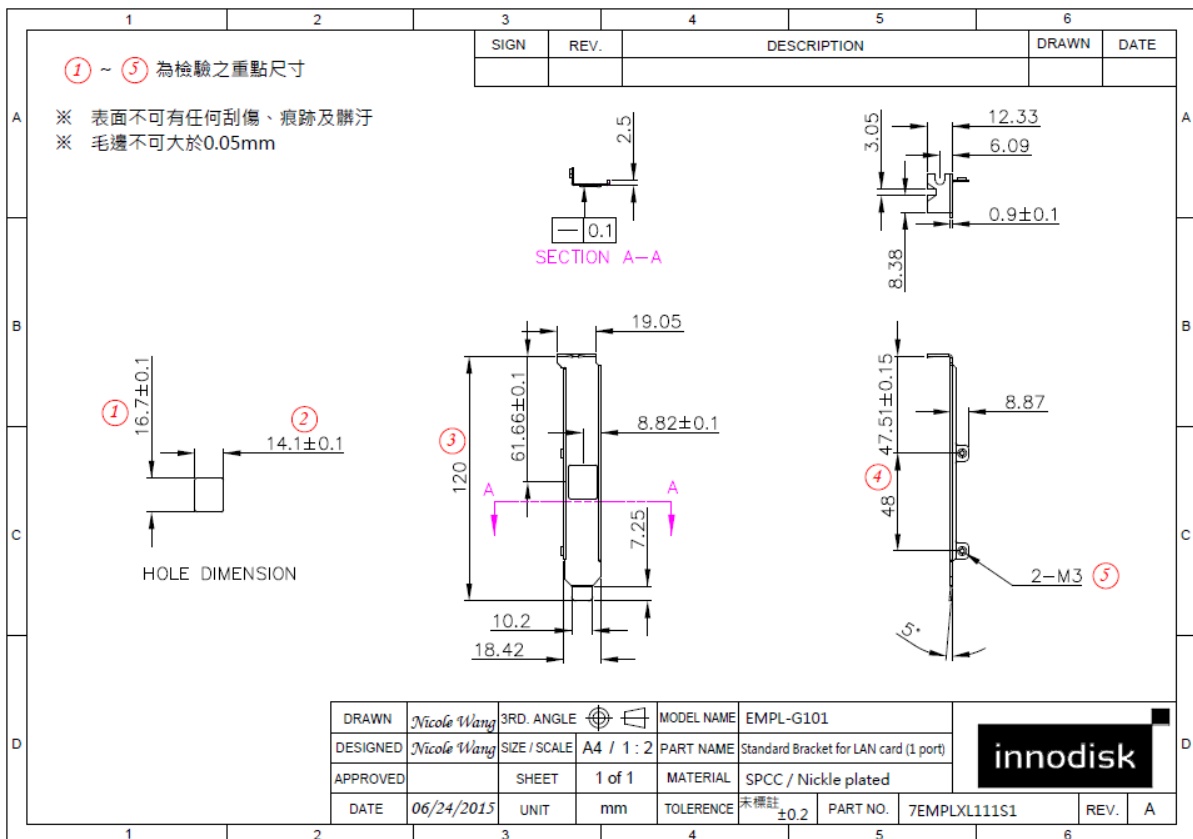 1 2 3 4 5 6
SIGN REV. DESCRIPTION DRAWN DATE
① ~ ⑤ 為檢驗之重點尺寸
※ 表面不可有任何刮傷、痕跡及髒汙
※ 毛邊不可大於0.05mm
A A
2.5
— 0.1
SECTION A-A
3.05
12.33
6.09
0.9±0.1
8.38
B B
① 16.7±0.1
② 14.1±0.1
HOLE DIMENSION
19.05
61.66±0.1
8.82±0.1
③ 120
A A
7.25
10.2
18.42
47.51±0.15
8.87
④ 48
2-M3 ⑤
5°
C C
D D
DRAWN Nicole Wang 3RD. ANGLE MODEL NAME EMPL-G101
DESIGNED Nicole Wang SIZE / SCALE A4 / 1 : 2 PART NAME Standard Bracket for LAN card (1 port)
APPROVED SHEET 1 of 1 MATERIAL SPCC / Nickle plated
DATE 06/24/2015 UNIT mm TOLERENCE 未標註 ±0.2 PART NO. 7EMPLXL111S1 REV. A
innodisk
1 2 3 4 5 6